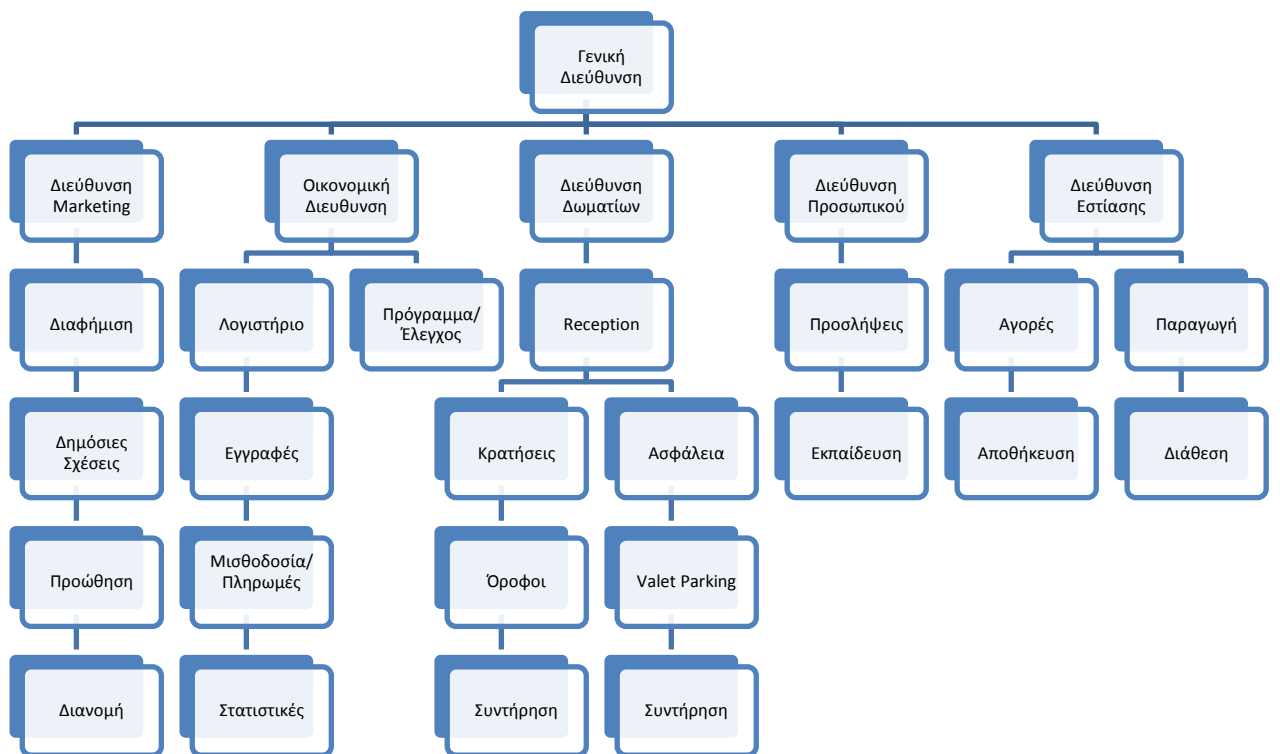 Γενική
Διεύθυνση
Διεύθυνση
Marketing
Οικονομική
Διευθυνση
Διεύθυνση
Δωματίων
Διεύθυνση
Προσωπικού
Διεύθυνση
Εστίασης
Διαφήμιση
Λογιστήριο
Πρόγραμμα/
Έλεγχος
Reception
Προσλήψεις
Αγορές
Παραγωγή
Δημόσιες
Σχέσεις
Εγγραφές
Κρατήσεις
Ασφάλεια
Εκπαίδευση
Αποθήκευση
Διάθεση
Προώθηση
Μισθοδοσία/
Πληρωμές
Όροφοι
Valet Parking
Διανομή
Στατιστικές
Συντήρηση
Συντήρηση